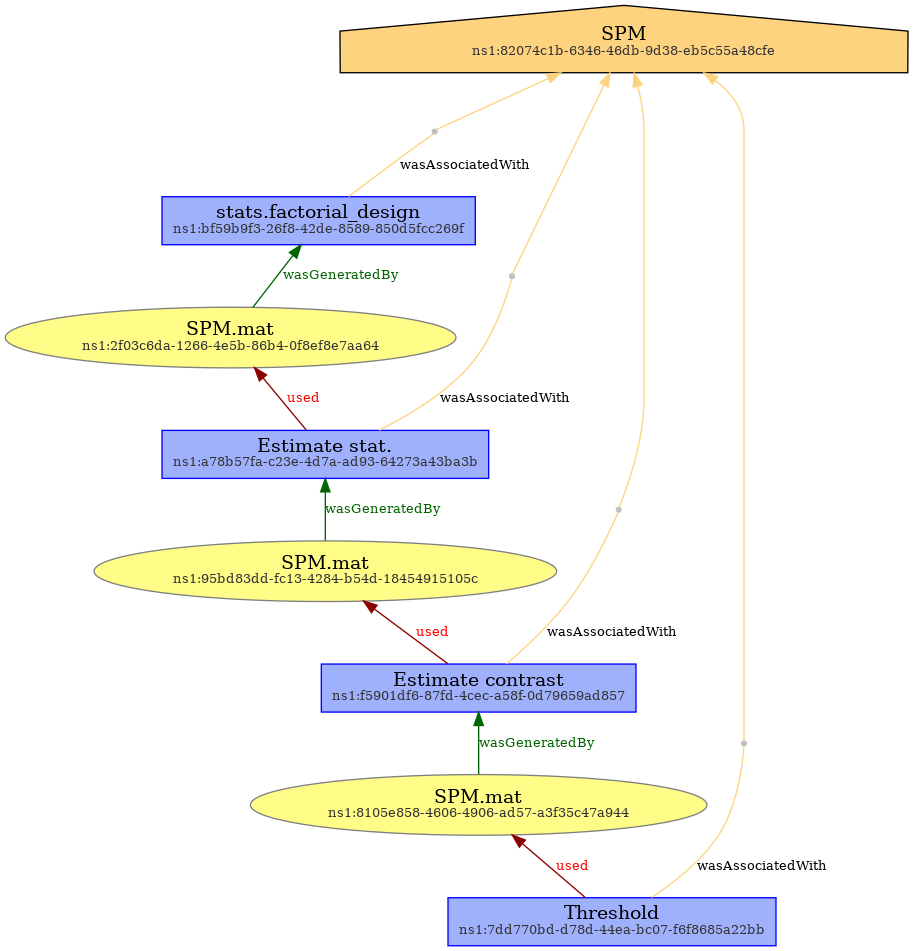 SPM
ns1:82074c1b-6346-46db-9d38-eb5c55a48cfe
wasAssociatedWith
stats.factorial_design
ns1:bf59b9f3-26f8-42de-8589-850d5fcc269f
wasGeneratedBy
SPM.mat
ns1:2f03c6da-1266-4e5b-86b4-0f8ef8e7aa64
used
wasAssociatedWith
Estimate stat.
ns1:a78b57fa-c23e-4d7a-ad93-64273a43ba3b
wasGeneratedBy
SPM.mat
ns1:95bd83dd-fc13-4284-b54d-18454915105c
used
wasAssociatedWith
Estimate contrast
ns1:f5901df6-87fd-4cec-a58f-0d79659ad857
wasGeneratedBy
SPM.mat
ns1:8105e858-4606-4906-ad57-a3f35c47a944
used
wasAssociatedWith
Threshold
ns1:7dd770bd-d78d-44ea-bc07-f6f8685a22bb